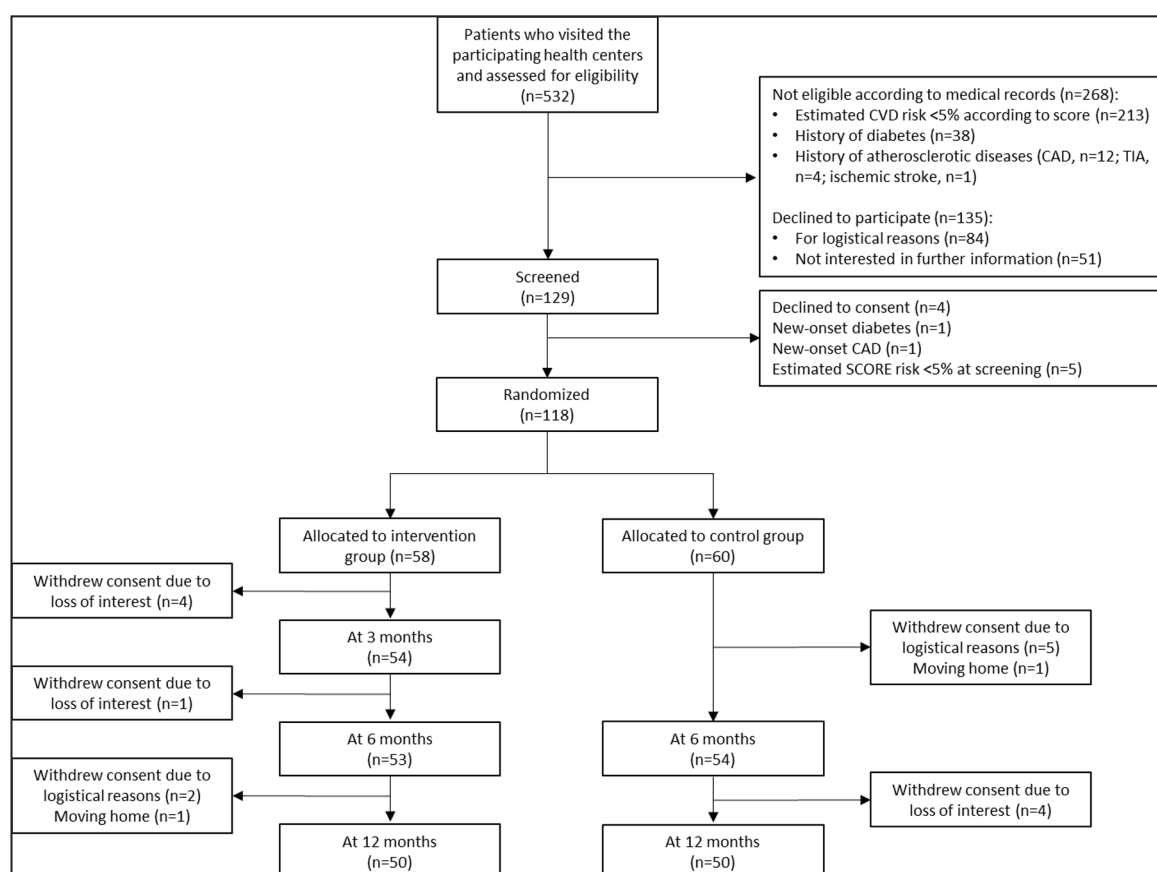 Patients who visited the
participating health centers
and assessed for eligibility
(n=532)
Not eligible according to medical records (n=268):
• Estimated CVD risk <5% according to score (n=213)
• History of diabetes (n=38)
• History of atherosclerotic diseases (CAD, n=12; TIA,
n=4; ischemic stroke, n=1)
Declined to participate (n=135):
• For logistical reasons (n=84)
• Not interested in further information (n=51)
Screened
(n=129)
Declined to consent (n=4)
New-onset diabetes (n=1)
New-onset CAD (n=1)
Estimated SCORE risk <5% at screening (n=5)
Randomized
(n=118)
Allocated to intervention
group (n=58)
Allocated to control group
(n=60)
Withdrew consent due to
loss of interest (n=4)
At 3 months
(n=54)
Withdrew consent due to
logistical reasons (n=5)
Moving home (n=1)
Withdrew consent due to
loss of interest (n=1)
At 6 months
(n=53)
At 6 months
(n=54)
Withdrew consent due to
logistical reasons (n=2)
Moving home (n=1)
Withdrew consent due to
loss of interest (n=4)
At 12 months
(n=50)
At 12 months
(n=50)